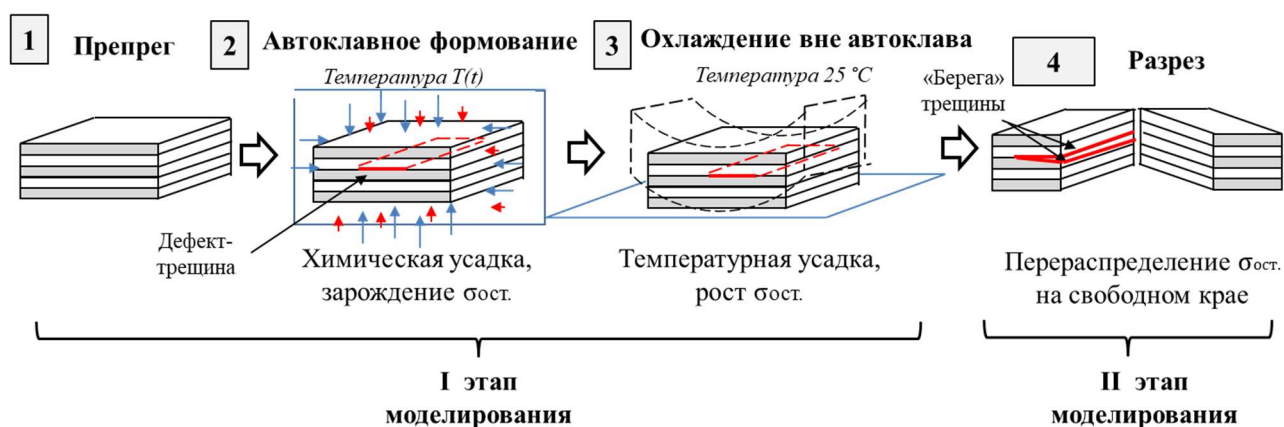 1 Препрег
2 Автоклавное формование
3 Охлаждение вне автоклава
4 Разрез
Температура T(t)
Температура 25 °C
«Берега»
трещины
Дефект-
трещина
Химическая усадка,
зарождение σост.
Температурная усадка,
рост σост.
Перераспределение σост.
на свободном крае
I этап
моделирования
II этап
моделирования